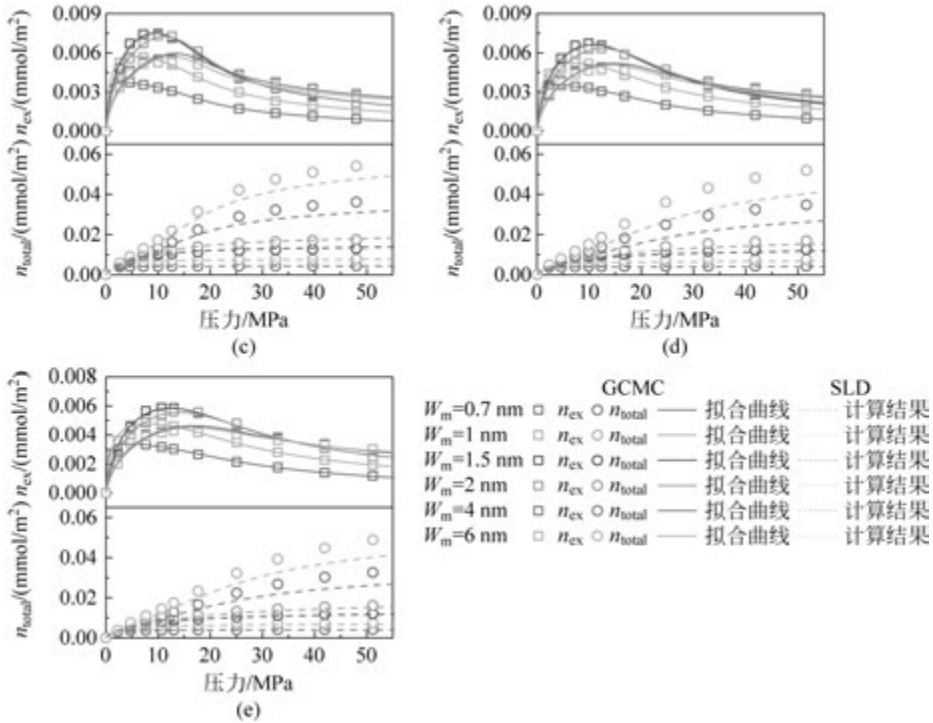 0.009
0.006
0.003
0.000
0.06
0.04
0.02
0.00
n_total/(mmol/m²) n_ex/(mmol/m²)
0 10 20 30 40 50
压力/MPa
(c)
0.009
0.006
0.003
0.000
0.06
0.04
0.02
0.00
n_total/(mmol/m²) n_ex/(mmol/m²)
0 10 20 30 40 50
压力/MPa
(d)
0.008
0.006
0.004
0.002
0.000
0.06
0.04
0.02
0.00
n_total/(mmol/m²) n_ex/(mmol/m²)
0 10 20 30 40 50
压力/MPa
(e)
GCMC SLD
W_m=0.7 nm n_ex n_total 拟合曲线 计算结果
W_m=1 nm n_ex n_total 拟合曲线 计算结果
W_m=1.5 nm n_ex n_total 拟合曲线 计算结果
W_m=2 nm n_ex n_total 拟合曲线 计算结果
W_m=4 nm n_ex n_total 拟合曲线 计算结果
W_m=6 nm n_ex n_total 拟合曲线 计算结果